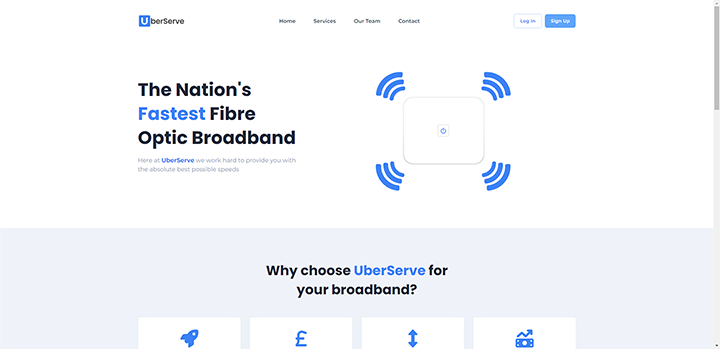 UberServe
Home Services Our Team Contact
Log In Sign Up
The Nation's
Fastest Fibre
Optic Broadband
Here at UberServe we work hard to provide you with
the absolute best possible speeds
Why choose UberServe for
your broadband?
£